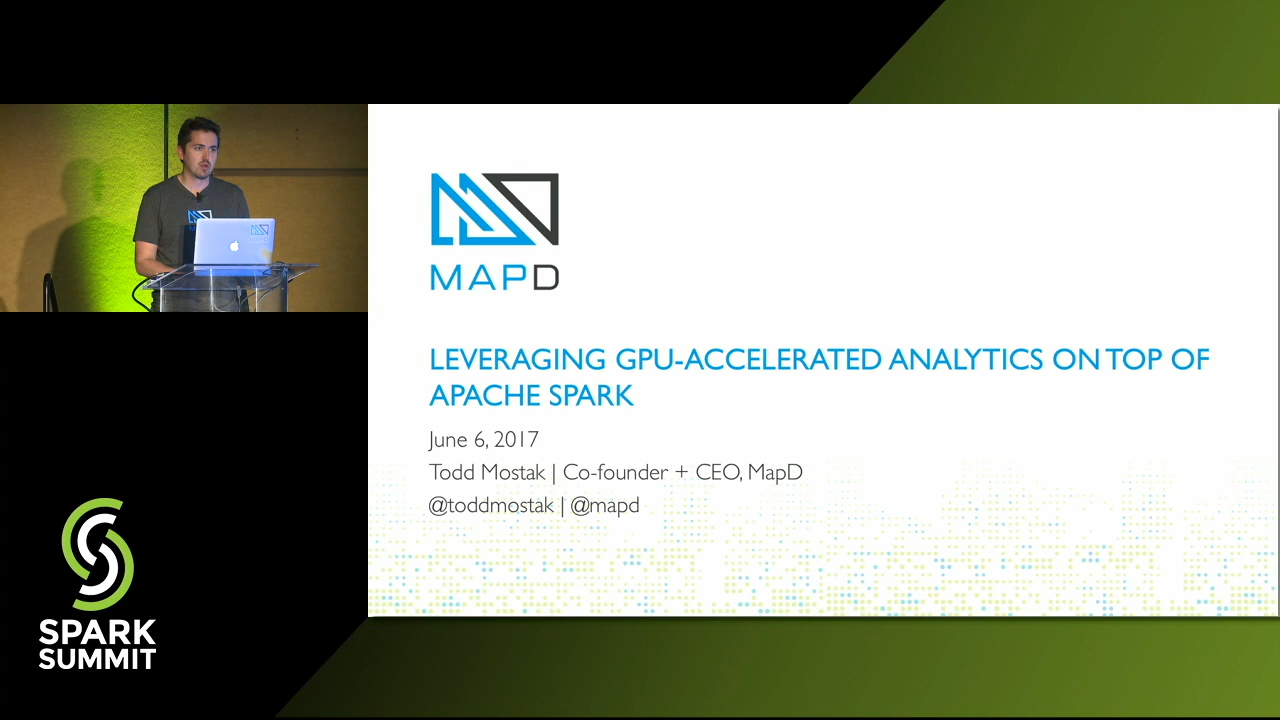 MAPD
LEVERAGING GPU-ACCELERATED ANALYTICS ON TOP OF
APACHE SPARK
June 6, 2017
Todd Mostak | Co-founder + CEO, MapD
@toddmostak | @mapd
SPARK
SUMMIT